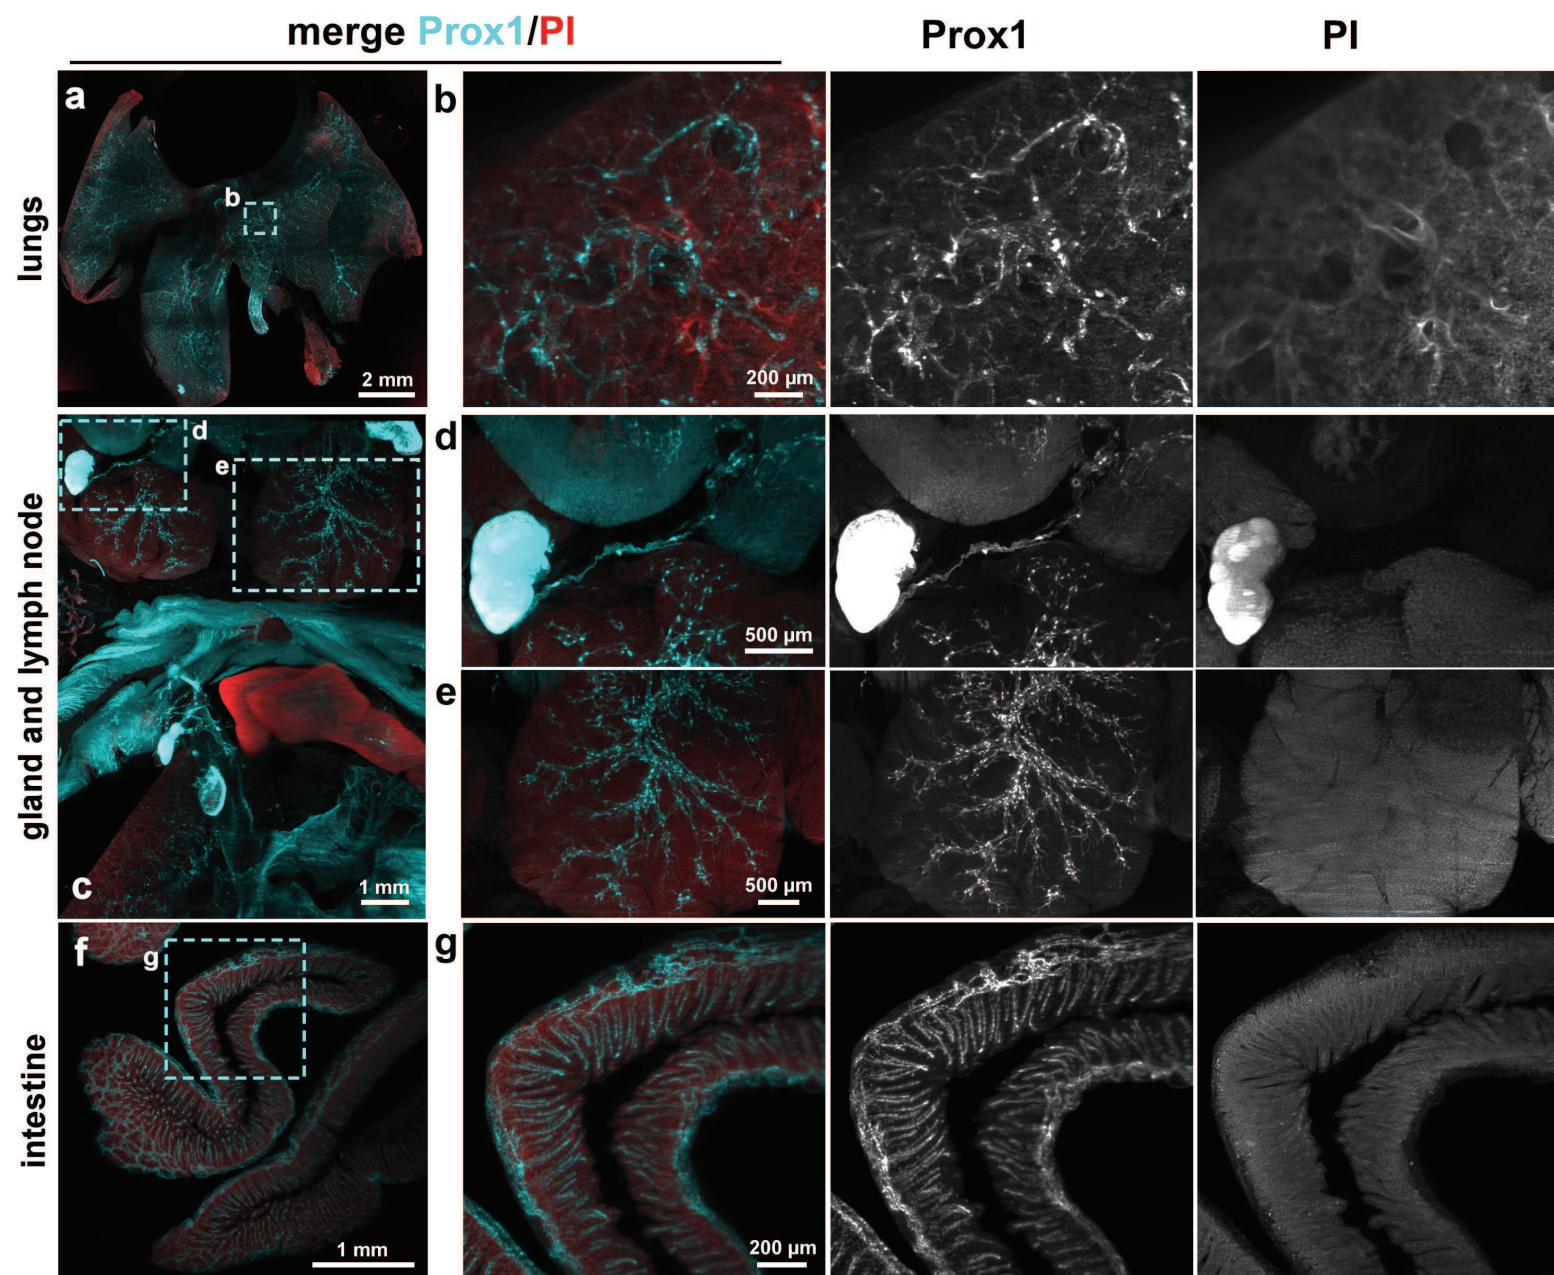 merge Prox1/PI
Prox1
PI
lungs
a
b
2 mm
b
200 µm
gland and lymph node
d
e
c
1 mm
d
500 µm
e
500 µm
intestine
f
g
1 mm
g
200 µm